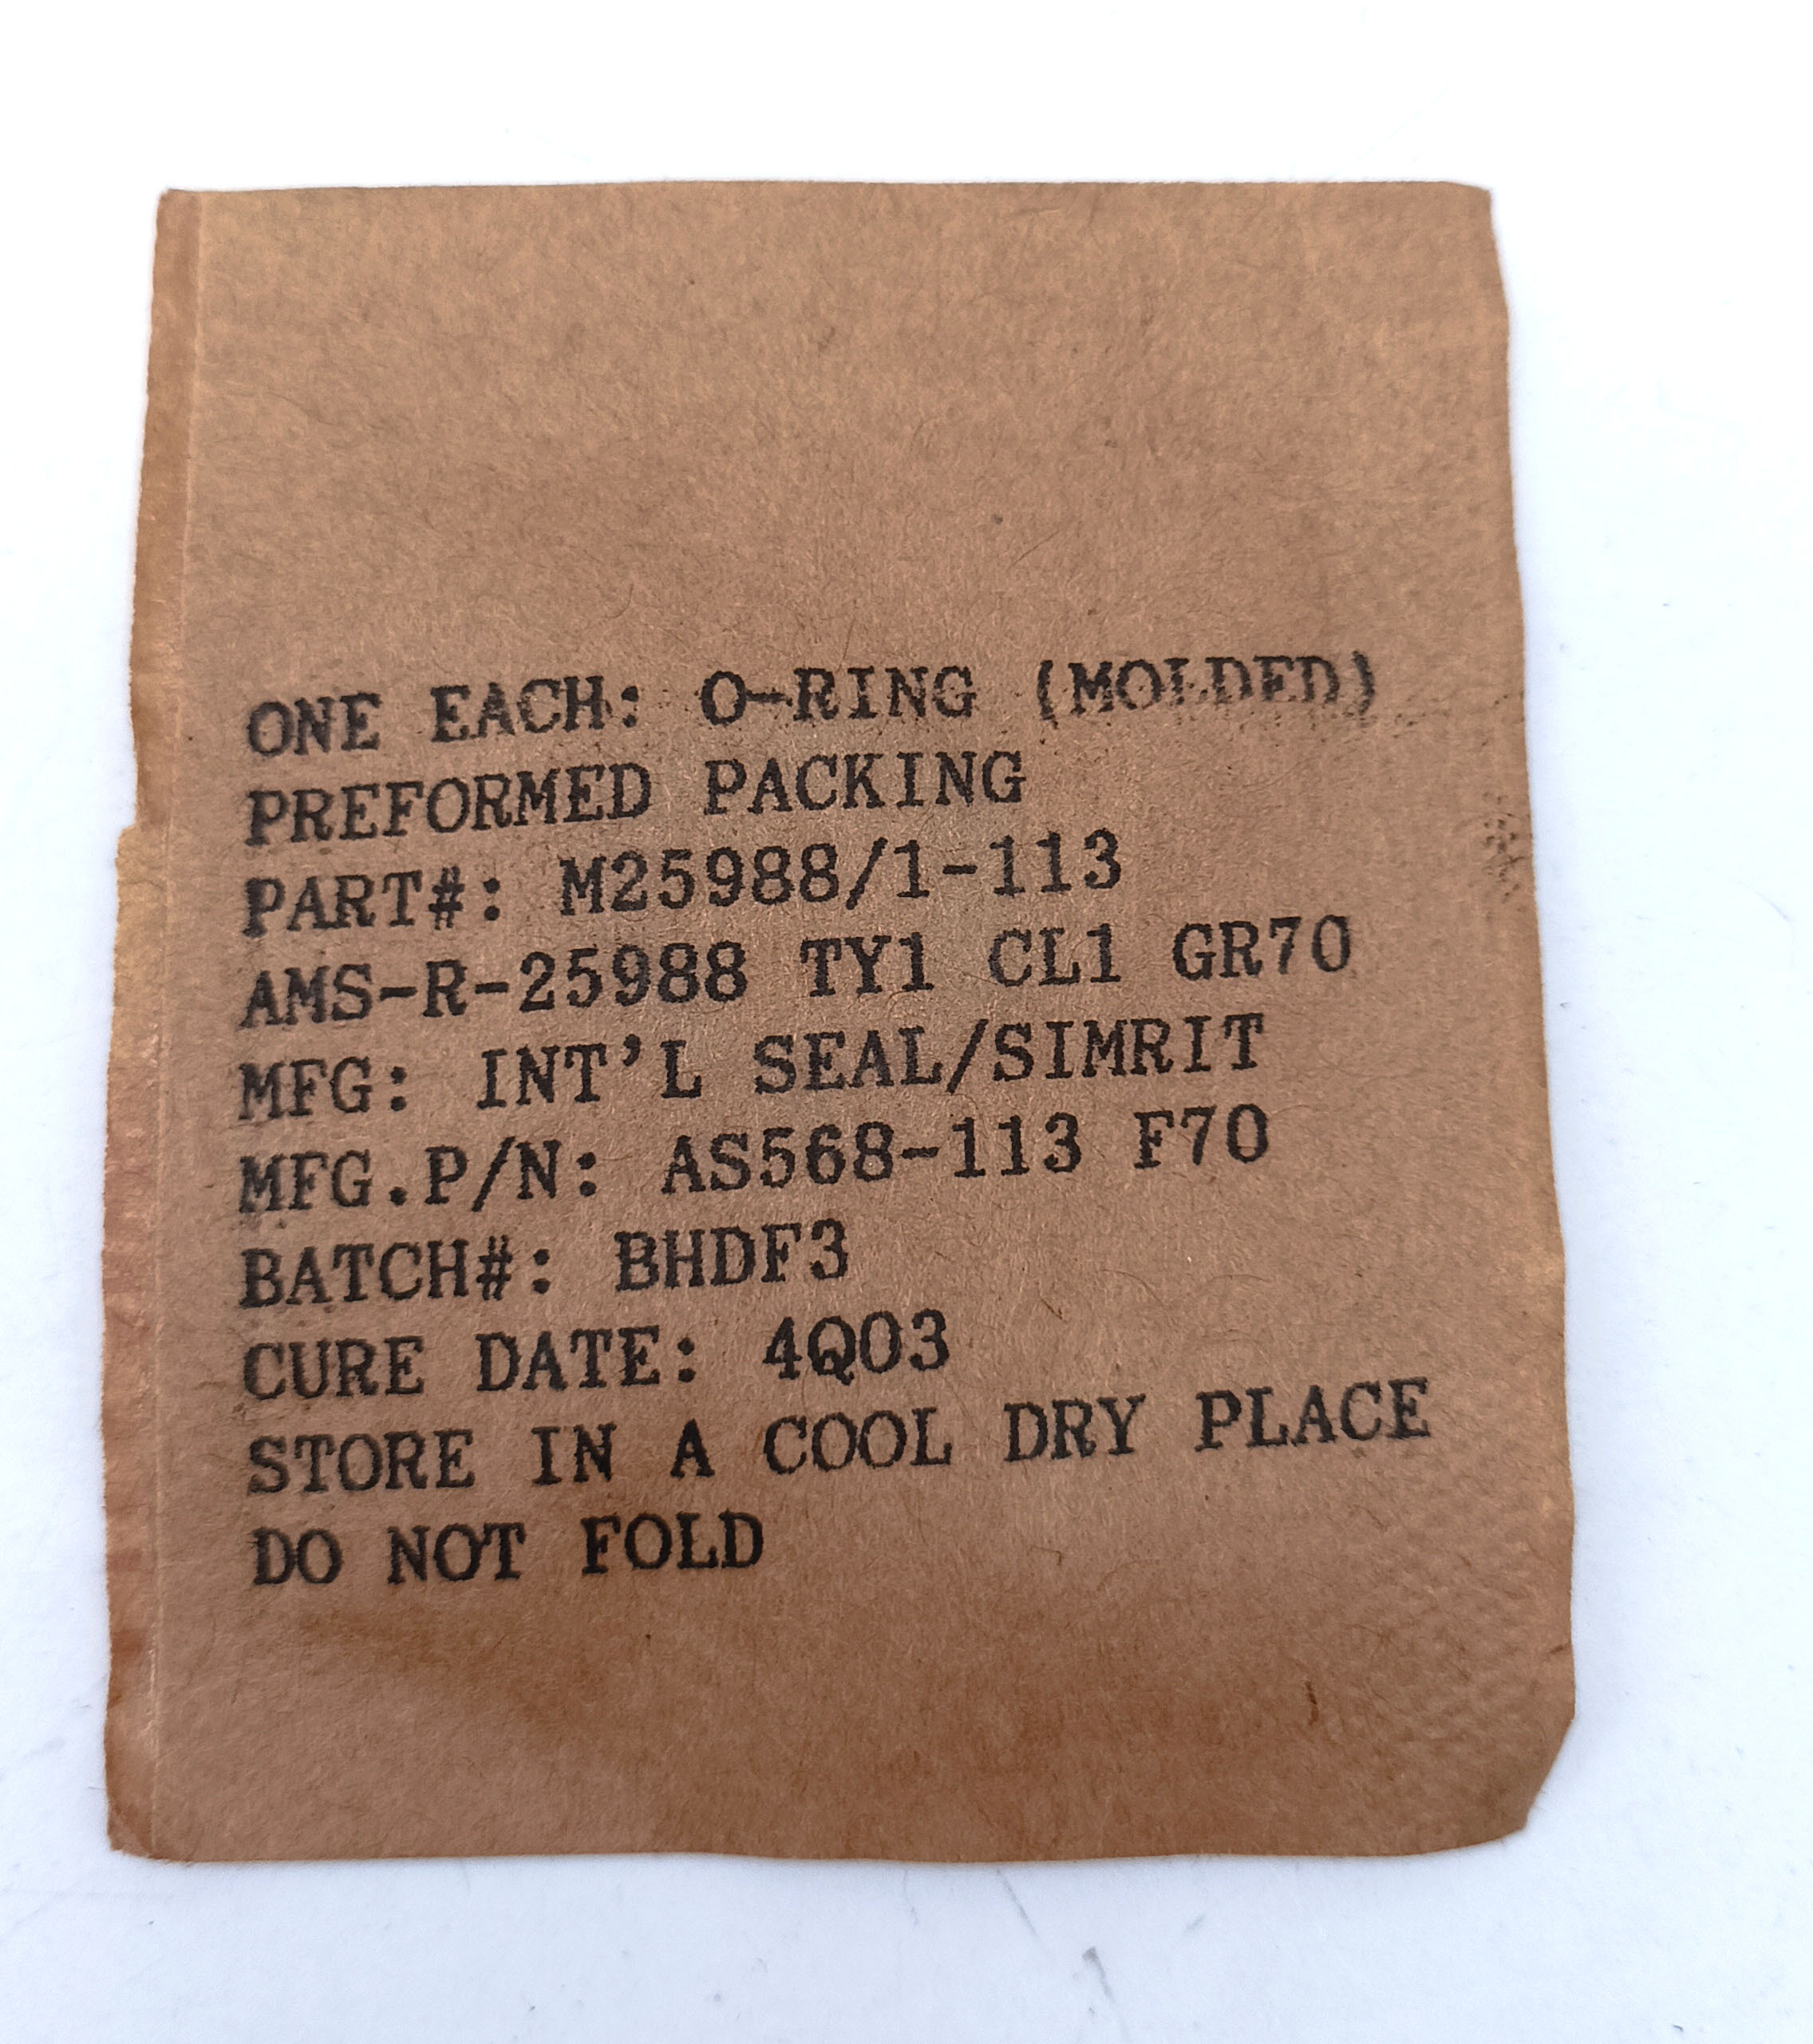 ONE EACH: O-RING (MOLDED)
PREFORMED PACKING
PART#: M25988/1-113
AMS-R-25988 TY1 CL1 GR70
MFG: INT'L SEAL/SIMRIT
MFG.P/N: AS568-113 F70
BATCH#: BHDF3
CURE DATE: 4Q03
STORE IN A COOL DRY PLACE
DO NOT FOLD